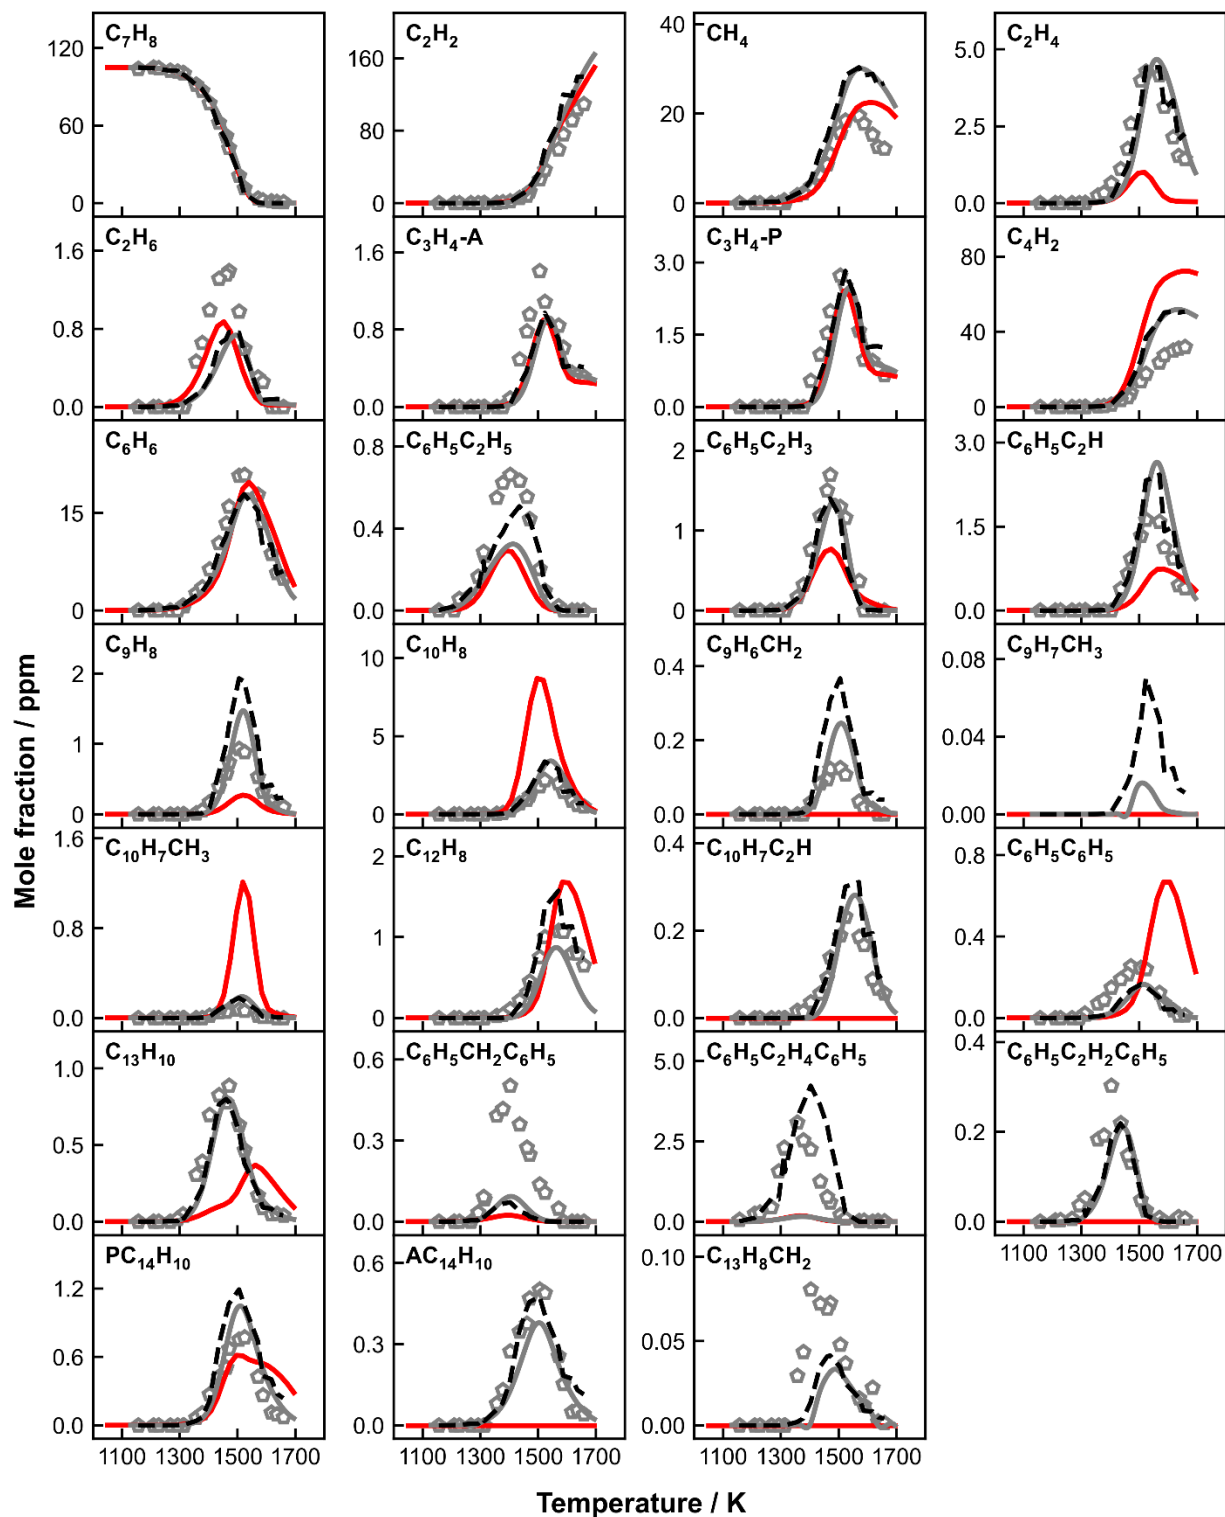 C₇H₈ C₂H₂ CH₄ C₂H₄
120 160 40 5.0
60 80 20 2.5
0 0 0 0.0
C₂H₆ C₃H₄-A C₃H₄-P C₄H₂
1.6 1.6 3.0 80
0.8 0.8 1.5 40
0.0 0.0 0.0 0
C₆H₆ C₆H₅C₂H₅ C₆H₅C₂H₃ C₆H₅C₂H
15 0.8 2 3.0
0.4 1 1.5
0 0.0 0 0.0
C₉H₈ C₁₀H₈ C₉H₆CH₂ C₉H₇CH₃
2 10 0.4 0.08
1 5 0.2 0.04
0 0 0.0 0.00
C₁₀H₇CH₃ C₁₂H₈ C₁₀H₇C₂H C₆H₅C₆H₅
1.6 2 0.4 0.8
0.8 1 0.2 0.4
0.0 0 0.0 0.0
C₁₃H₁₀ C₆H₅CH₂C₆H₅ C₆H₅C₂H₄C₆H₅ C₆H₅C₂H₂C₆H₅
1.0 0.6 5.0 0.4
0.5 0.3 2.5 0.2
0.0 0.0 0.0 0.0
1100 1300 1500 1700
PC₁₄H₁₀ AC₁₄H₁₀ C₁₃H₈CH₂
1.2 0.6 0.10
0.6 0.3 0.05
0.0 0.0 0.00
1100 1300 1500 1700 1100 1300 1500 1700 1100 1300 1500 1700
Mole fraction / ppm
Temperature / K